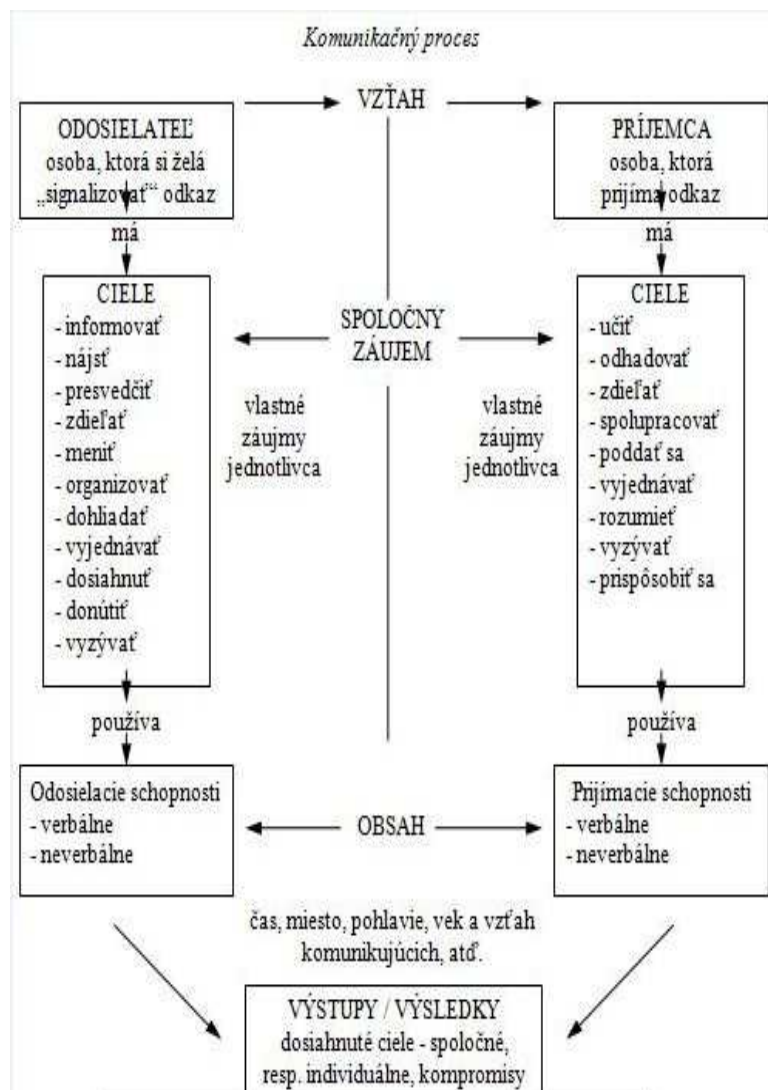 Komunikačný proces
VZŤAH
ODOSIELATEĽ
osoba, ktorá si želá
„signalizovať“ odkaz
PRÍJEMCA
osoba, ktorá
prijíma odkaz
má
má
CIELE
- informovať
- nájsť
- presvedčiť
- zdieľať
- meniť
- organizovať
- dohliadať
- vyjednávať
- dosiahnuť
- donútiť
- vyzývať
SPOLOČNY
ZÁUJEM
vlastné
záujmy
jednotlivca
vlastné
záujmy
jednotlivca
CIELE
- učiť
- odhadovať
- zdieľať
- spolupracovať
- poddať sa
- vyjednávať
- rozumieť
- vyzývať
- prispôsobiť sa
používa
používa
Odosielacie schopnosti
- verbálne
- neverbálne
OBSAH
Prijímacie schopnosti
- verbálne
- neverbálne
čas, miesto, pohlavie, vek a vzťah
komunikujúcich, atď.
VÝSTUPY / VÝSLEDKY
dosiahnuté ciele - spoločné,
resp. individuálne, kompromisy